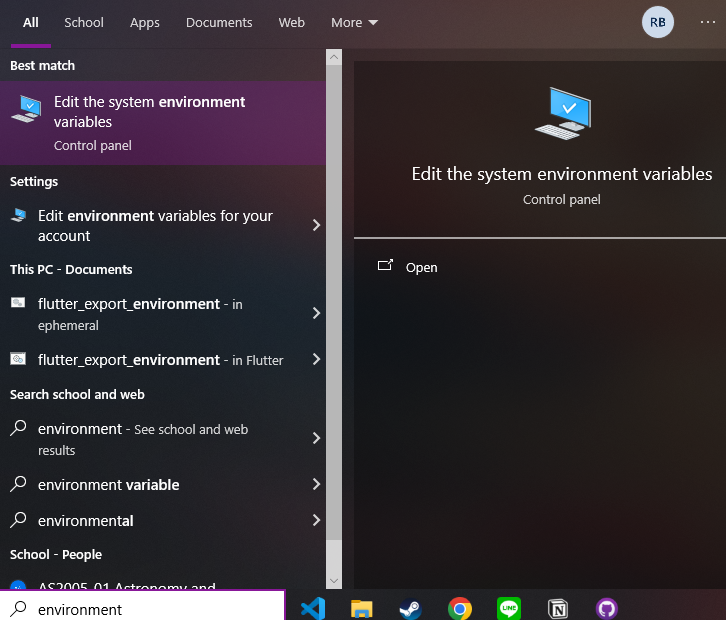 All School Apps Documents Web More RB
Best match
Edit the system environment
variables
Control panel
Settings
Edit environment variables for your
account
This PC - Documents
flutter_export_environment - in
ephemeral
flutter_export_environment - in Flutter
Search school and web
environment - See school and web
results
environment variable
environmental
School - People
AS2005_01 Astronomy and
environment
Edit the system environment variables
Control panel
Open
LINE
N